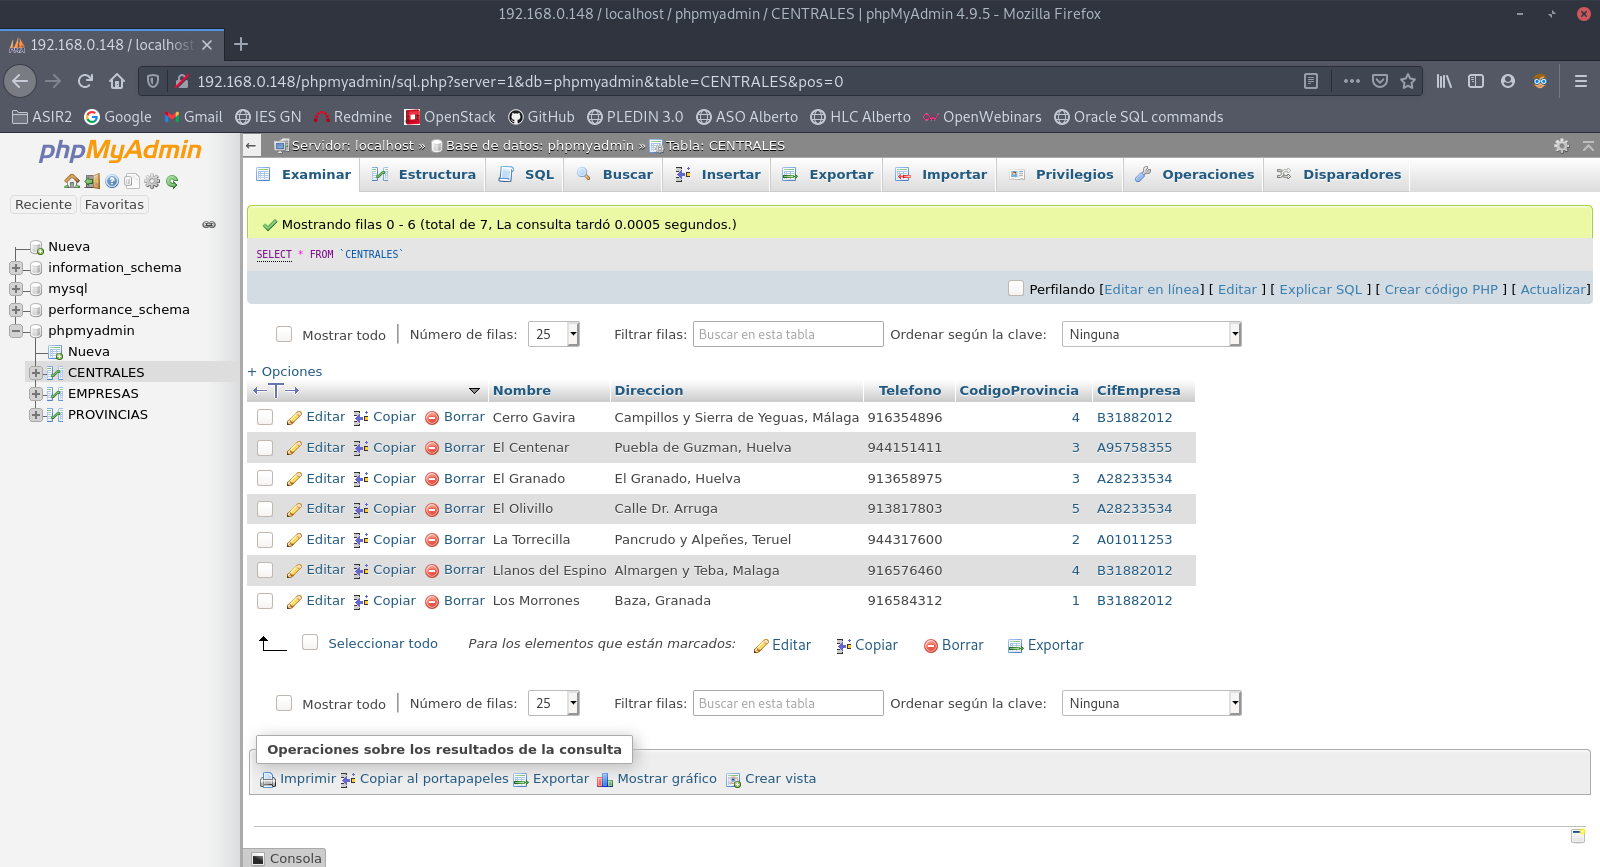 192.168.0.148 / localhost / phpmyadmin / CENTRALES | phpMyAdmin 4.9.5 - Mozilla Firefox
192.168.0.148 / localhost
192.168.0.148/phpmyadmin/sql.php?server=1&db=phpmyadmin&table=CENTRALES&pos=0
ASIR2 Google Gmail IES GN Redmine OpenStack GitHub PLEDIN 3.0 ASO Alberto HLC Alberto OpenWebinars Oracle SQL commands
phpMyAdmin
Reciente Favoritas
Nueva
information_schema
mysql
performance_schema
phpmyadmin
Nueva
CENTRALES
EMPRESAS
PROVINCIAS
Servidor: localhost » Base de datos: phpmyadmin » Tabla: CENTRALES
Examinar Estructura SQL Buscar Insertar Exportar Importar Privilegios Operaciones Disparadores
Mostrando filas 0 - 6 (total de 7, La consulta tardó 0.0005 segundos.)
SELECT * FROM `CENTRALES`
Perfilando [Editar en línea] [ Editar ] [ Explicar SQL ] [ Crear código PHP ] [ Actualizar]
Mostrar todo | Número de filas: 25 Filtrar filas: Buscar en esta tabla Ordenar según la clave: Ninguna
+ Opciones
←T→ Nombre Direccion Telefono CodigoProvincia CifEmpresa
Editar Copiar Borrar Cerro Gavira Campillos y Sierra de Yeguas, Málaga 916354896 4 B31882012
Editar Copiar Borrar El Centenar Puebla de Guzman, Huelva 944151411 3 A95758355
Editar Copiar Borrar El Granado El Granado, Huelva 913658975 3 A28233534
Editar Copiar Borrar El Olivillo Calle Dr. Arruga 913817803 5 A28233534
Editar Copiar Borrar La Torrecilla Pancrudo y Alpeñes, Teruel 944317600 2 A01011253
Editar Copiar Borrar Llanos del Espino Almargen y Teba, Malaga 916576460 4 B31882012
Editar Copiar Borrar Los Morrones Baza, Granada 916584312 1 B31882012
Seleccionar todo Para los elementos que están marcados: Editar Copiar Borrar Exportar
Mostrar todo | Número de filas: 25 Filtrar filas: Buscar en esta tabla Ordenar según la clave: Ninguna
Operaciones sobre los resultados de la consulta
Imprimir Copiar al portapapeles Exportar Mostrar gráfico Crear vista
Consola